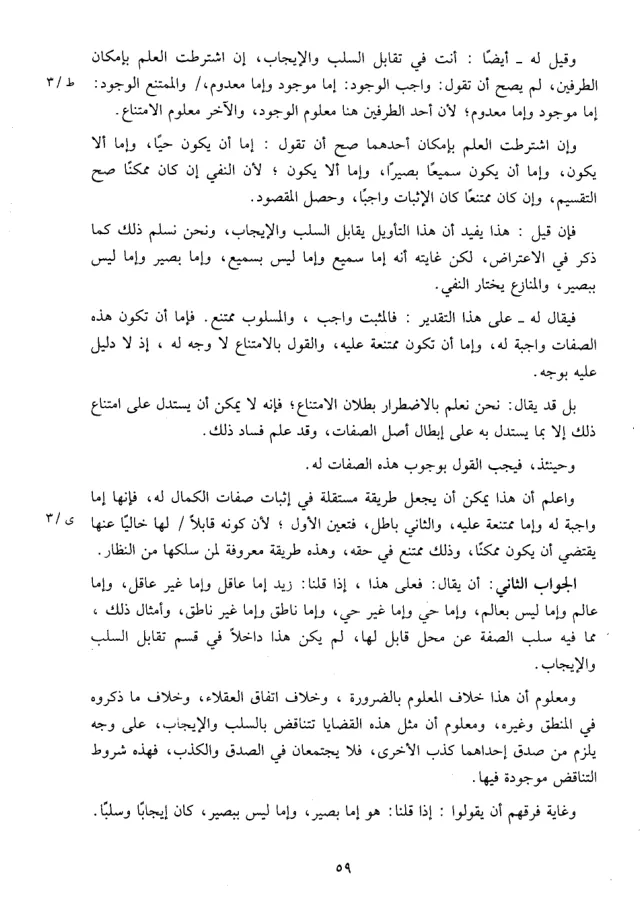 وقيل له ـ أيضًا : أنت في تقابل السلب والإيجاب، إن اشترطت العلم بإمكان
الطرفين، لم يصح أن تقول: واجب الوجود: إما موجود وإما معدوم،/ والممتنع الوجود: ط/٣
إما موجود وإما معدوم؛ لأن أحد الطرفين هنا معلوم الوجود، والآخر معلوم الامتناع.
وإن اشترطت العلم بإمكان أحدهما صح أن تقول : إما أن يكون حيًا، وإما ألا
يكون، وإما أن يكون سميعًا بصيرًا، وإما ألا يكون ؛ لأن النفي إن كان ممكنًا صح
التقسيم، وإن كان ممتنعًا كان الإثبات واجبًا، وحصل المقصود.
فإن قيل : هذا يفيد أن هذا التأويل يقابل السلب والإيجاب، ونحن نسلم ذلك كما
ذكر في الاعتراض، لكن غايته أنه إما سميع وإما ليس بسميع، وإما بصير وإما ليس
ببصير، والمنازع يختار النفي.
فيقال له ـ على هذا التقدير : فالمثبت واجب ، والمسلوب ممتنع. فإما أن تكون هذه
الصفات واجبة له، وإما أن تكون ممتنعة عليه، والقول بالامتناع لا وجه له ، إذ لا دليل
عليه بوجه.
بل قد يقال: نحن نعلم بالاضطرار بطلان الامتناع؛ فإنه لا يمكن أن يستدل على امتناع
ذلك إلا بما يستدل به على إبطال أصل الصفات، وقد علم فساد ذلك.
وحينئذ، فيجب القول بوجوب هذه الصفات له.
واعلم أن هذا يمكن أن يجعل طريقة مستقلة في إثبات صفات الكمال له، فإنها إما
واجبة له وإما ممتنعة عليه، والثاني باطل، فتعين الأول ؛ لأن كونه قابلاً / لها خاليًا عنها ى/٣
يقتضي أن يكون ممكنًا، وذلك ممتنع في حقه، وهذه طريقة معروفة لمن سلكها من النظار.
الجواب الثاني: أن يقال: فعلى هذا ، إذا قلنا: زيد إما عاقل وإما غير عاقل، وإما
عالم وإما ليس بعالم، وإما حي وإما غير حي، وإما ناطق وإما غير ناطق، وأمثال ذلك ،
مما فيه سلب الصفة عن محل قابل لها، لم يكن هذا داخلاً في قسم تقابل السلب
والإيجاب.
ومعلوم أن هذا خلاف المعلوم بالضرورة ، وخلاف اتفاق العقلاء، وخلاف ما ذكروه
في المنطق وغيره، ومعلوم أن مثل هذه القضايا تتناقض بالسلب والإيجاب، على وجه
يلزم من صدق إحداهما كذب الأخرى، فلا يجتمعان في الصدق والكذب، فهذه شروط
التناقض موجودة فيها.
وغاية فرقهم أن يقولوا : إذا قلنا: هو إما بصير، وإما ليس ببصير، كان إيجابًا وسلبًا.
٥٩